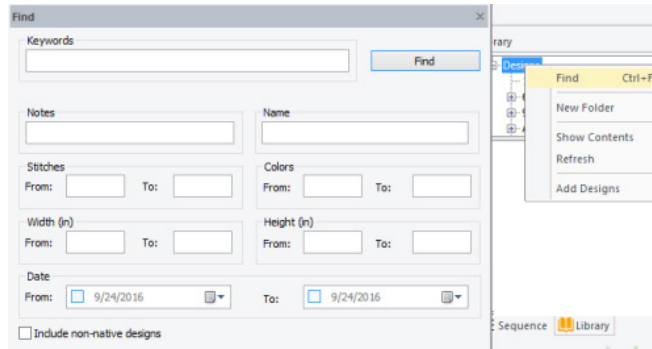 Find
Keywords
Find
Notes
Name
Stitches
From: To:
Colors
From: To:
Width (in)
From: To:
Height (in)
From: To:
Date
From: 9/24/2016
To: 9/24/2016
Include non-native designs
rary
Designs
Find Ctrl+F
New Folder
Show Contents
Refresh
Add Designs
Sequence Library